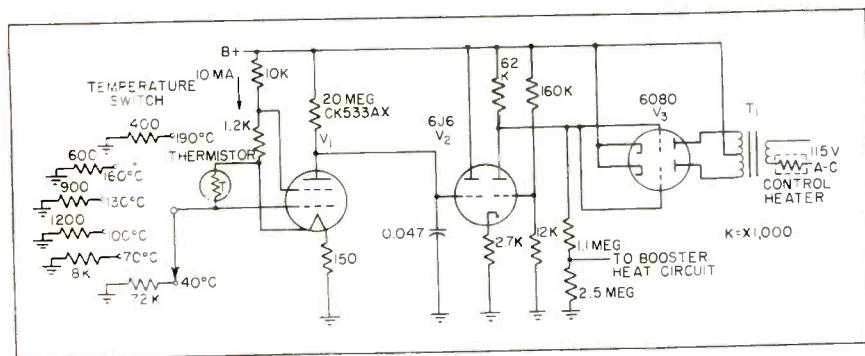 B+
10 MA
10K
TEMPERATURE
SWITCH
400
190°C
600
160°C
900
130°C
1200
100°C
8K
70°C
72K
40°C
1.2K
THERMISTOR
T
20 MEG
CK533AX
V1
150
0.047
6J6
V2
62
K
160K
2.7K
12K
6080
V3
1.1 MEG
TO BOOSTER
HEAT CIRCUIT
2.5 MEG
T1
115V
A-C
CONTROL
HEATER
K=X1,000